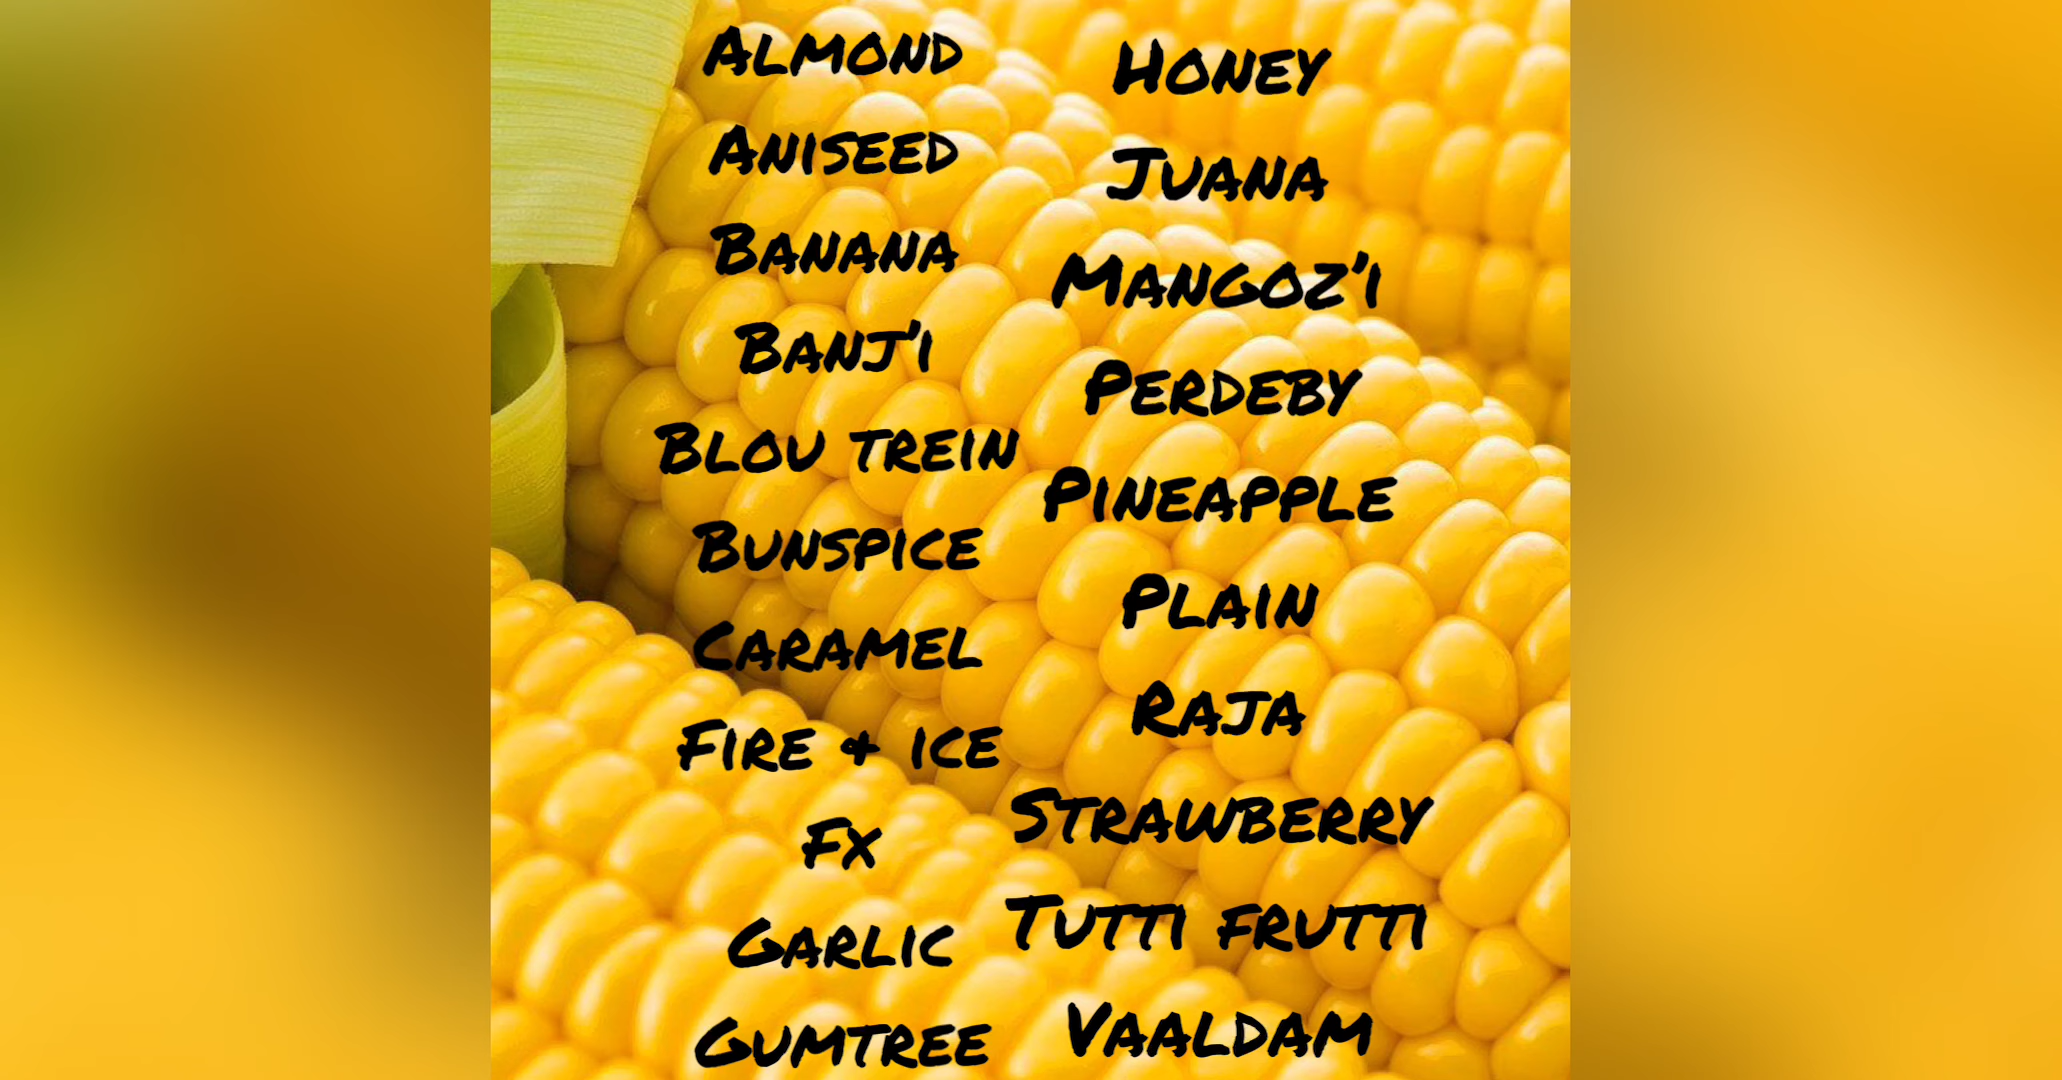 Almond
Aniseed
Banana
Banj'i
Blou trein
Bunspice
Caramel
Fire & ice
Fx
Garlic
Gumtree
Honey
Juana
Mangoz'i
Perdeby
Pineapple
Plain
Raja
Strawberry
Tutti frutti
Vaaldam